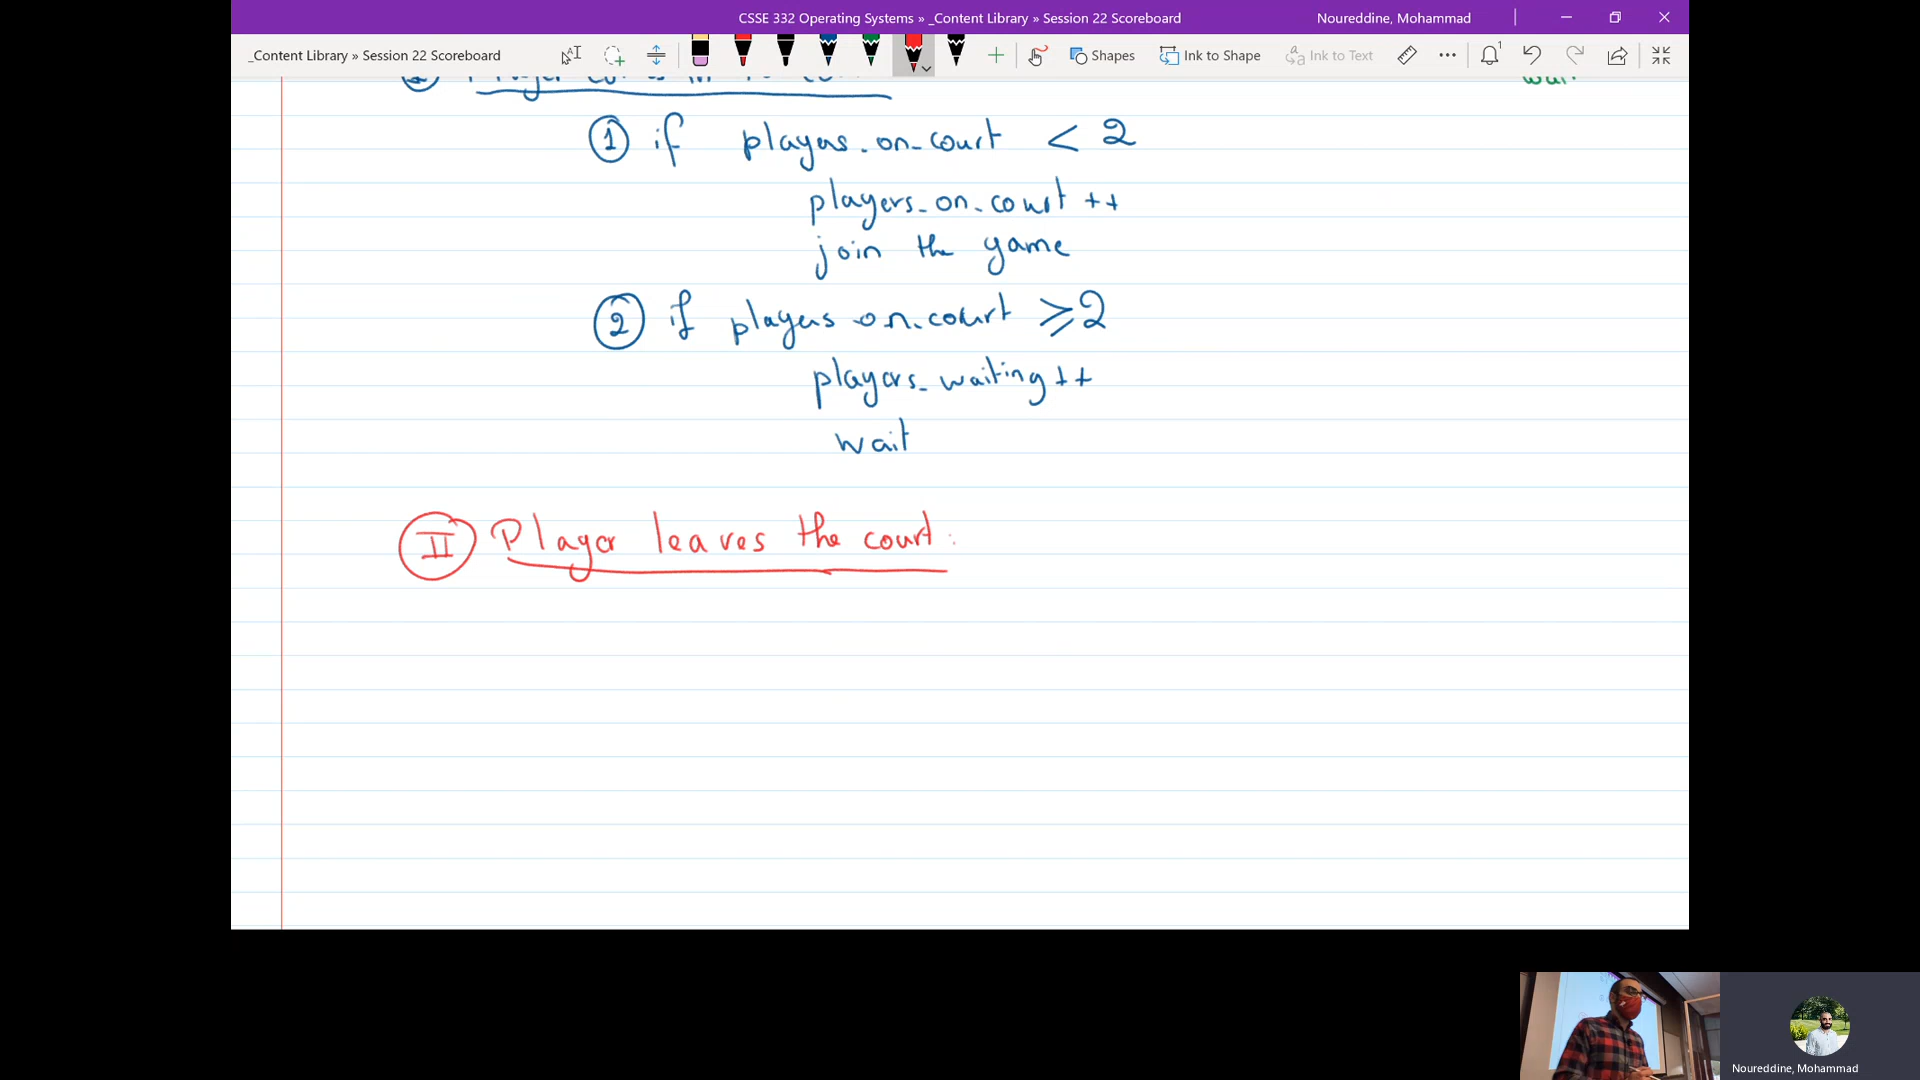 CSSE 332 Operating Systems » _Content Library » Session 22 Scoreboard
Noureddine, Mohammad
_Content Library » Session 22 Scoreboard
Shapes
Ink to Shape
Ink to Text
1
wait
① if players_on_court < 2
players_on_court ++
join the game
② if players_on_court ≥ 2
players_waiting ++
wait
II Player leaves the court:
Noureddine, Mohammad